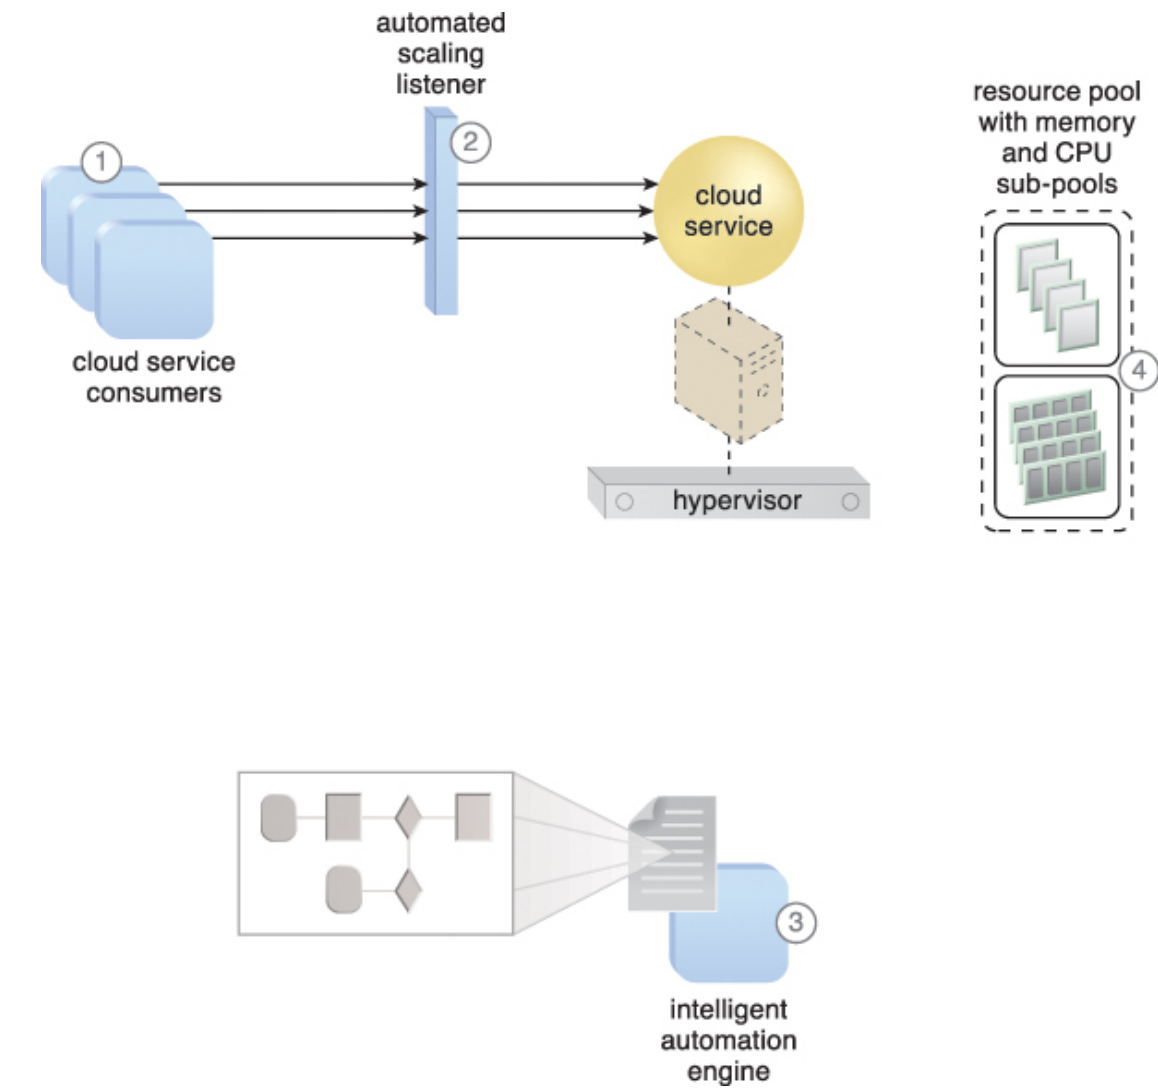 automated
scaling
listener
resource pool
with memory
and CPU
sub-pools
1
2
cloud
service
4
cloud service
consumers
hypervisor
3
intelligent
automation
engine